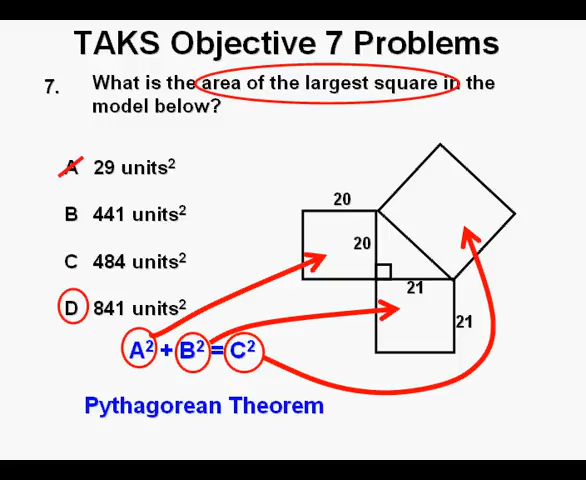 TAKS Objective 7 Problems
7. What is the area of the largest square in the
model below?
A 29 units²
B 441 units²
C 484 units²
D 841 units²
20
20
21
21
A² + B² = C²
Pythagorean Theorem